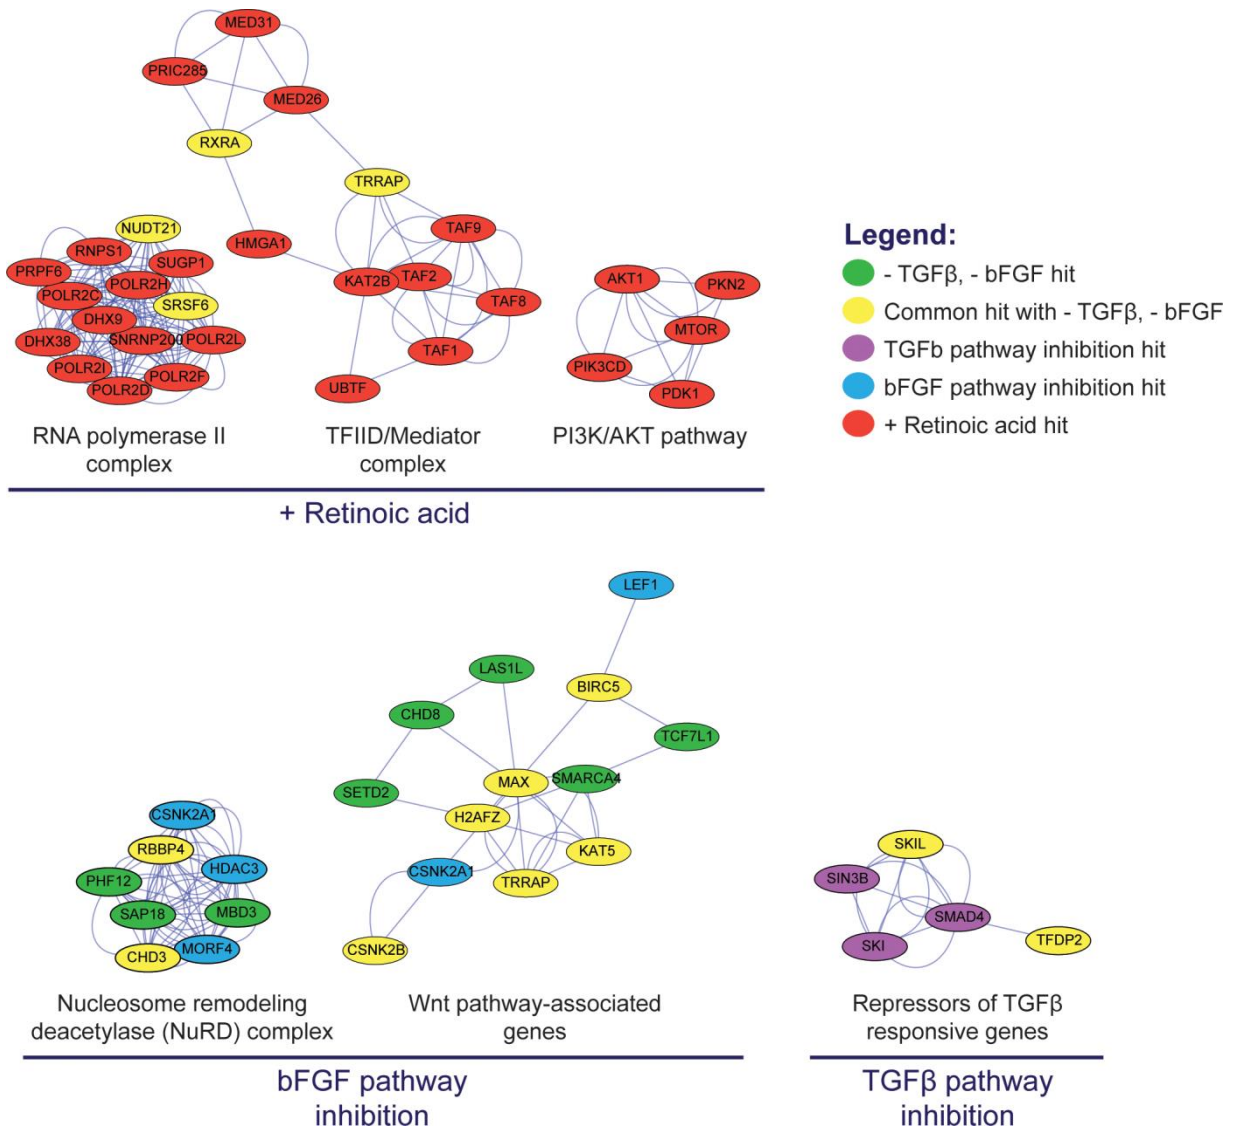 MED31
PRIC285
MED26
RXRA
TRRAP
NUDT21
TAF9
RNPS1
HMGA1
SUGP1
PRPF6
POLR2H
KAT2B
TAF2
AKT1
PKN2
POLR2C
SRSF6
TAF8
DHX9
MTOR
DHX38
SNRNP200
POLR2L
TAF1
POLR2I
POLR2F
PIK3CD
POLR2D
UBTF
PDK1
RNA polymerase II
complex
TFIID/Mediator
complex
PI3K/AKT pathway
+ Retinoic acid
Legend:
- TGFβ, - bFGF hit
Common hit with - TGFβ, - bFGF
TGFb pathway inhibition hit
bFGF pathway inhibition hit
+ Retinoic acid hit
LEF1
LAS1L
BIRC5
CHD8
TCF7L1
MAX
SMARCA4
SETD2
H2AFZ
KAT5
CSNK2A1
TRRAP
CSNK2B
CSNK2A1
RBBP4
HDAC3
PHF12
SAP18
MBD3
CHD3
MORF4
SKIL
SIN3B
SMAD4
SKI
TFDP2
Nucleosome remodeling
deacetylase (NuRD) complex
Wnt pathway-associated
genes
Repressors of TGFβ
responsive genes
bFGF pathway
inhibition
TGFβ pathway
inhibition